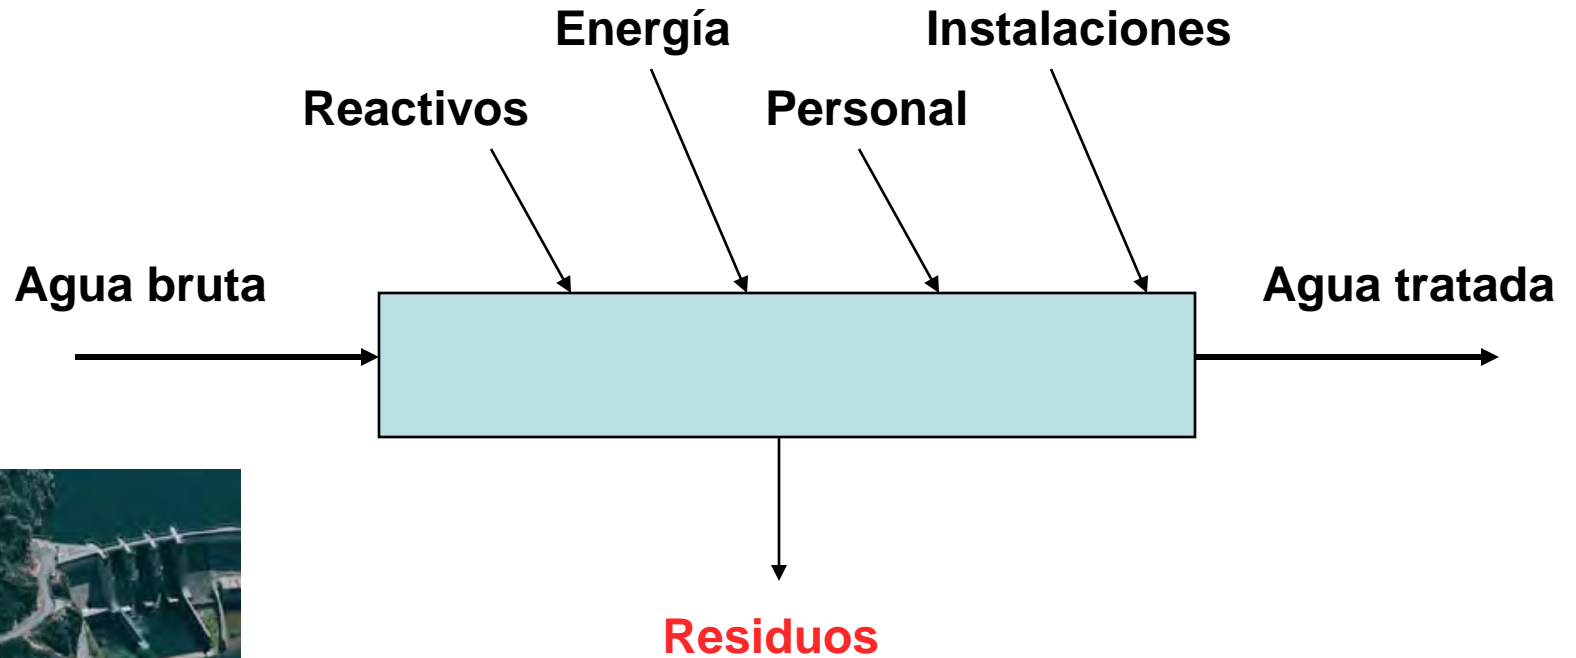 Energía
Instalaciones
Reactivos
Personal
Agua bruta
Agua tratada
Residuos